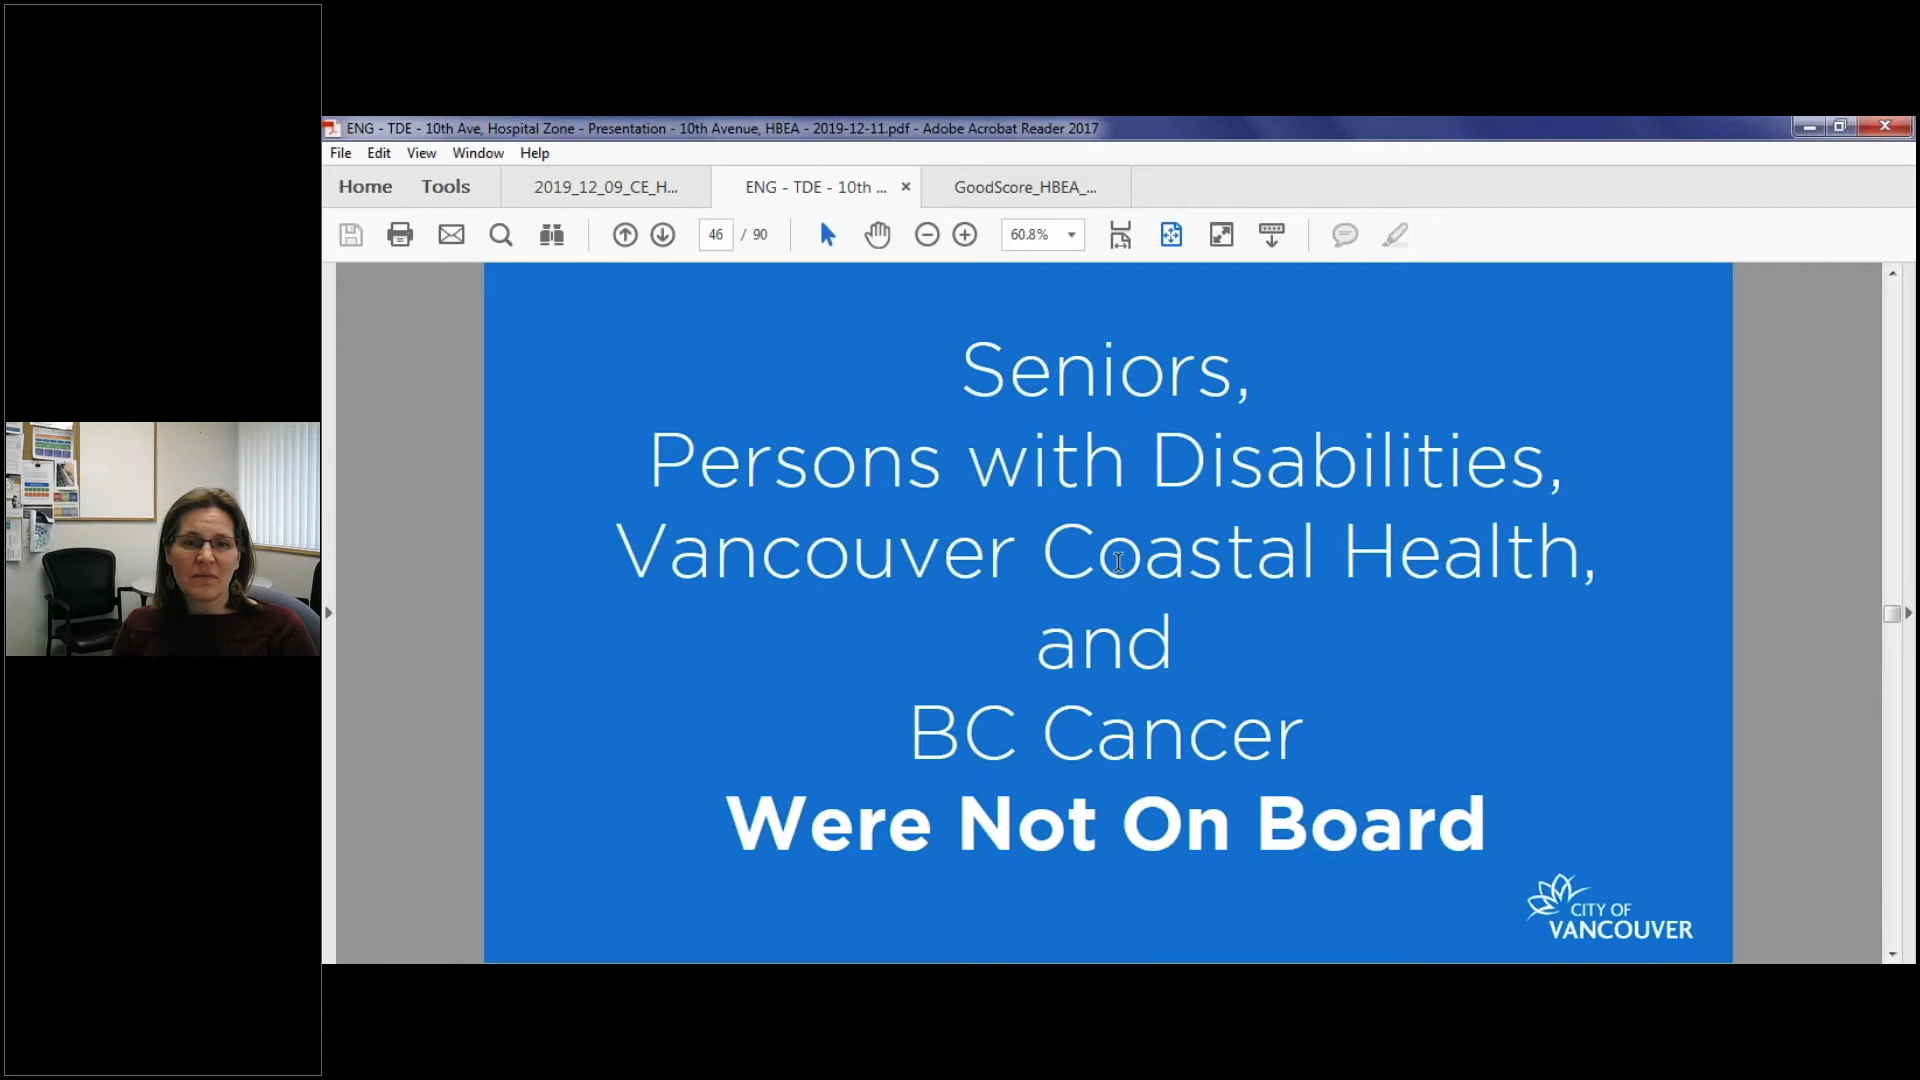 ENG - TDE - 10th Ave, Hospital Zone - Presentation - 10th Avenue, HBEA - 2019-12-11.pdf - Adobe Acrobat Reader 2017
File Edit View Window Help
Home Tools 2019_12_09_CE_H... ENG - TDE - 10th ... × GoodScore_HBEA_...
46 / 90 60.8%
Seniors,
Persons with Disabilities,
Vancouver Coastal Health,
and
BC Cancer
Were Not On Board
CITY OF
VANCOUVER